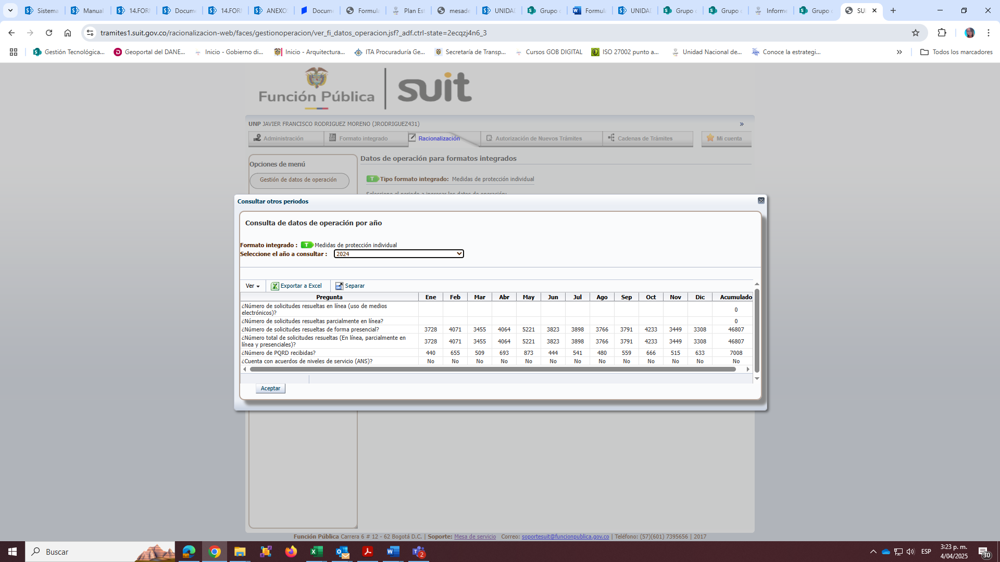 Sistema
Manual
14.FOR
Docume
14.FOR
ANEXO
Docume
Formula
Plan Est
mesade
UNIDAD
Grupo
Formula
UNIDAD
Grupo
Grupo
Informe
Grupo
SU
tramites1.suit.gov.co/racionalizacion-web/faces/gestionoperacion/ver_fi_datos_operacion.jsf?_adf.ctrl-state=2ecqzj4n6_3
Gestión Tecnológica...
Geoportal del DANE...
Inicio - Gobierno di...
Inicio - Arquitectura...
ITA Procuraduría Ge...
Secretaría de Transp...
Cursos GOB DIGITAL
ISO 27002 punto a...
Unidad Nacional de...
Conoce la estrategi...
»
Todos los marcadores
Función Pública
suit
UNP JAVIER FRANCISCO RODRIGUEZ MORENO (JRODRIGUEZ431) »
Administración
Formato integrado
Racionalización
Autorización de Nuevos Trámites
Cadenas de Trámites
Mi cuenta
Opciones de menú
Gestión de datos de operación
Datos de operación para formatos integrados
T Tipo formato integrado: Medidas de protección individual
Seleccione el periodo a ingresar los datos de operación:
Consultar otros periodos
Consulta de datos de operación por año
Formato integrado : T Medidas de protección individual
Seleccione el año a consultar : 2024
Ver Exportar a Excel Separar
Pregunta Ene Feb Mar Abr May Jun Jul Ago Sep Oct Nov Dic Acumulado
¿Número de solicitudes resueltas en línea (uso de medios
electrónicos)? 0
¿Número de solicitudes resueltas parcialmente en línea? 0
¿Número de solicitudes resueltas de forma presencial? 3728 4071 3455 4064 5221 3823 3898 3766 3791 4233 3449 3308 46807
¿Número total de solicitudes resueltas (En línea, parcialmente en
línea y presenciales)? 3728 4071 3455 4064 5221 3823 3898 3766 3791 4233 3449 3308 46807
¿Número de PQRD recibidas? 440 655 509 693 873 444 541 480 559 666 515 633 7008
¿Cuenta con acuerdos de niveles de servicio (ANS)? No No No No No No No No No No No No No
Aceptar
Función Pública Carrera 6 # 12 - 62 Bogotá D.C. | Soporte: Mesa de servicio Correo: soportesuit@funcionpublica.gov.co | Teléfono: (57)(601) 7395656 | 2017
Buscar
2
ESP
3:23 p. m.
4/04/2025
30